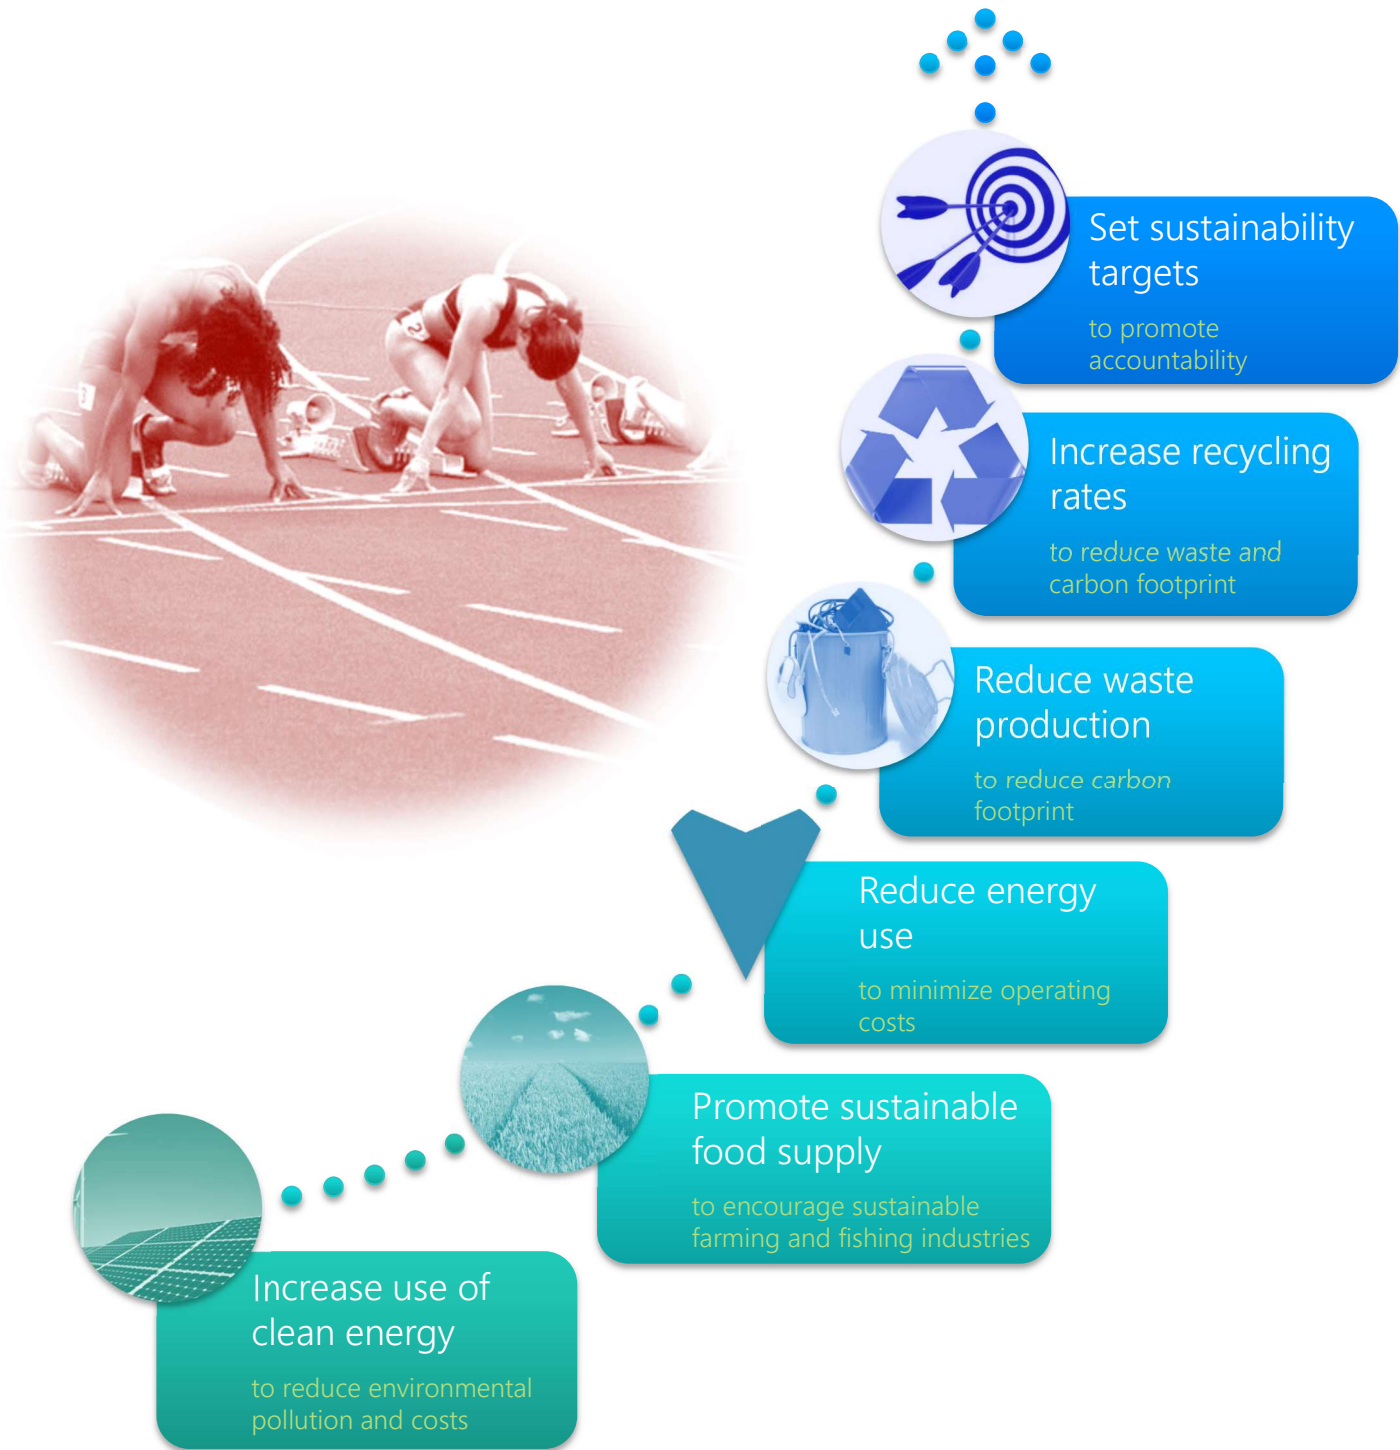 Set sustainability
targets
to promote
accountability
Increase recycling
rates
to reduce waste and
carbon footprint
Reduce waste
production
to reduce carbon
footprint
Reduce energy
use
to minimize operating
costs
Promote sustainable
food supply
to encourage sustainable
farming and fishing industries
Increase use of
clean energy
to reduce environmental
pollution and costs